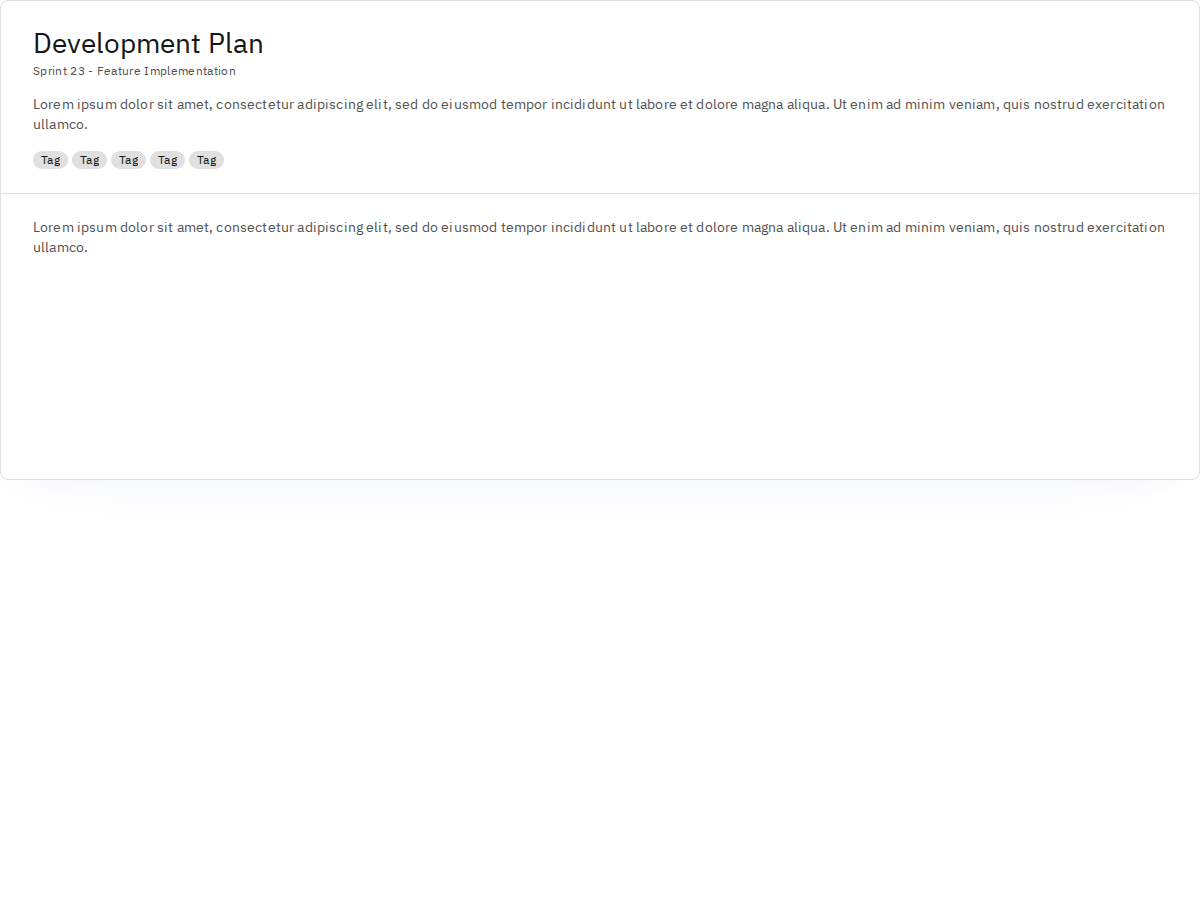 Development Plan
Sprint 23 - Feature Implementation
Lorem ipsum dolor sit amet, consectetur adipiscing elit, sed do eiusmod tempor incididunt ut labore et dolore magna aliqua. Ut enim ad minim veniam, quis nostrud exercitation
ullamco.
Tag Tag Tag Tag Tag
Lorem ipsum dolor sit amet, consectetur adipiscing elit, sed do eiusmod tempor incididunt ut labore et dolore magna aliqua. Ut enim ad minim veniam, quis nostrud exercitation
ullamco.